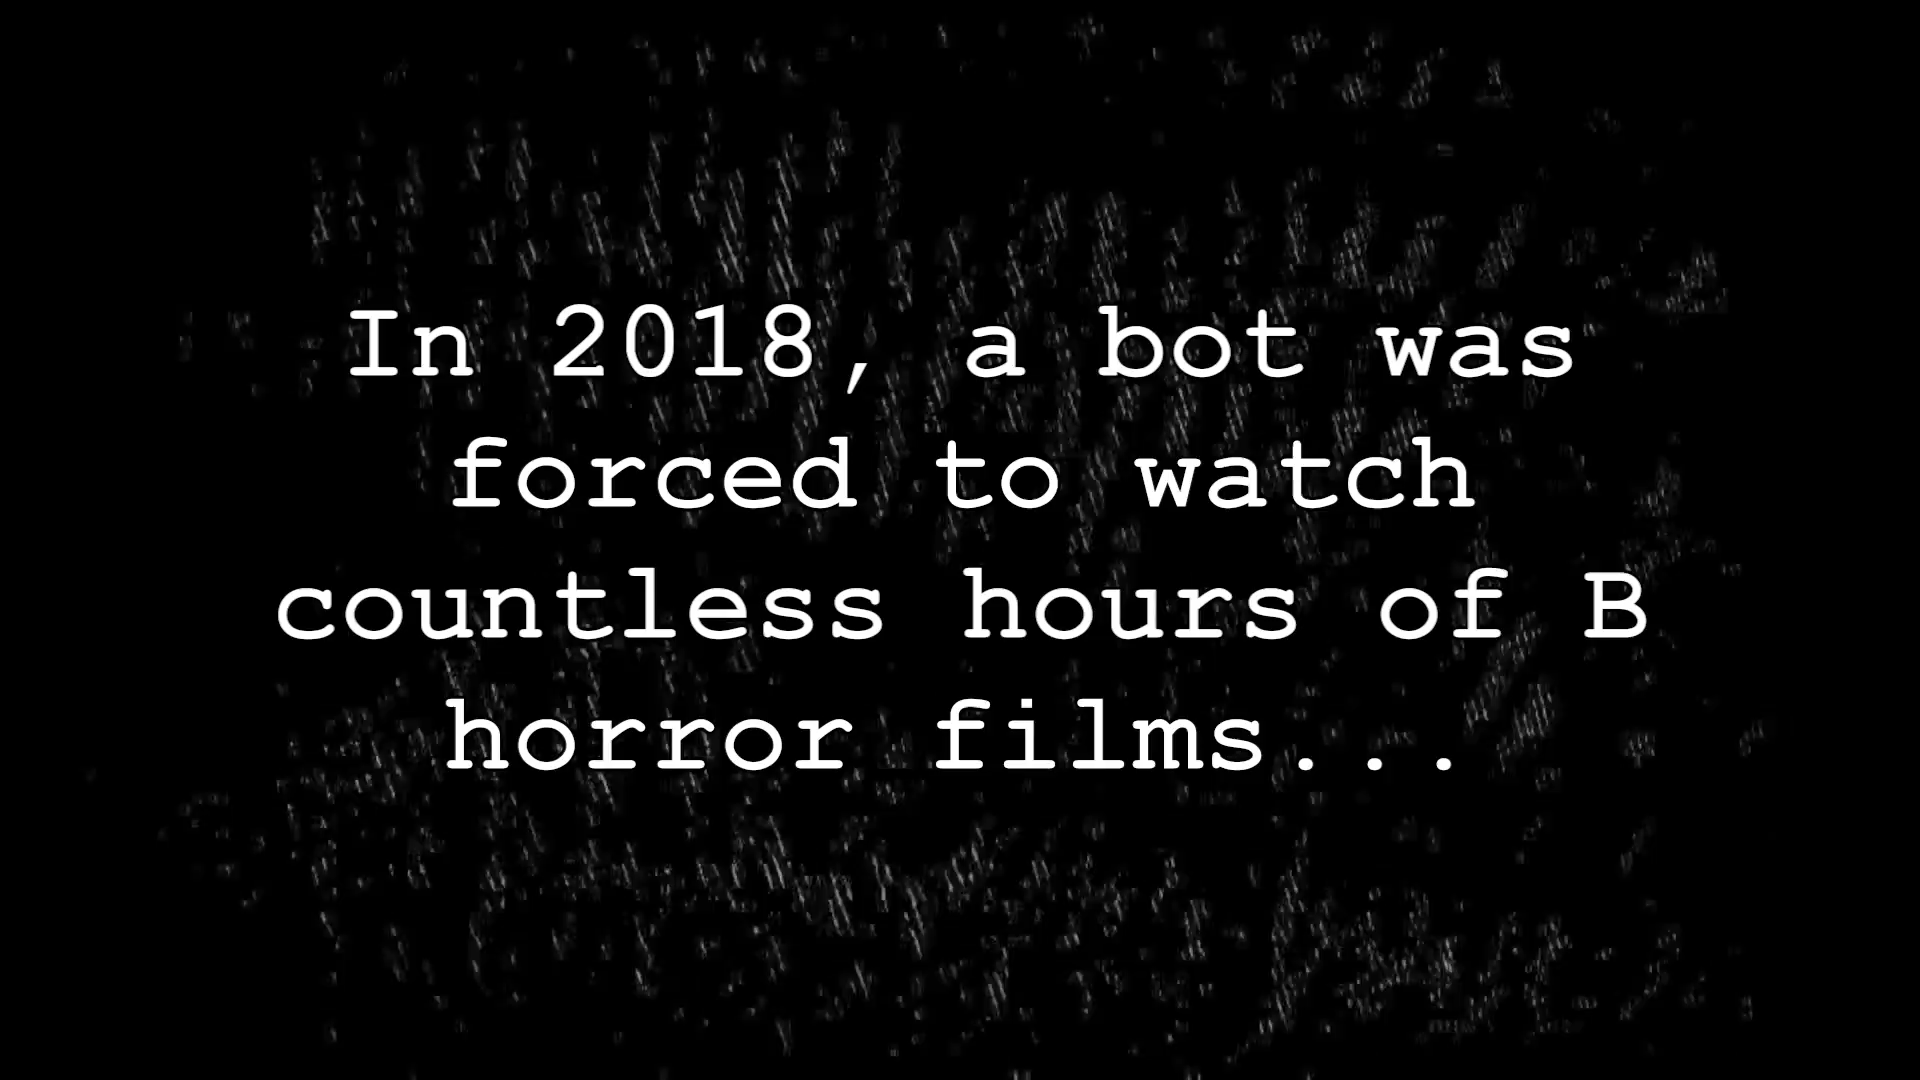 In 2018, a bot was
forced to watch
countless hours of B
horror films...